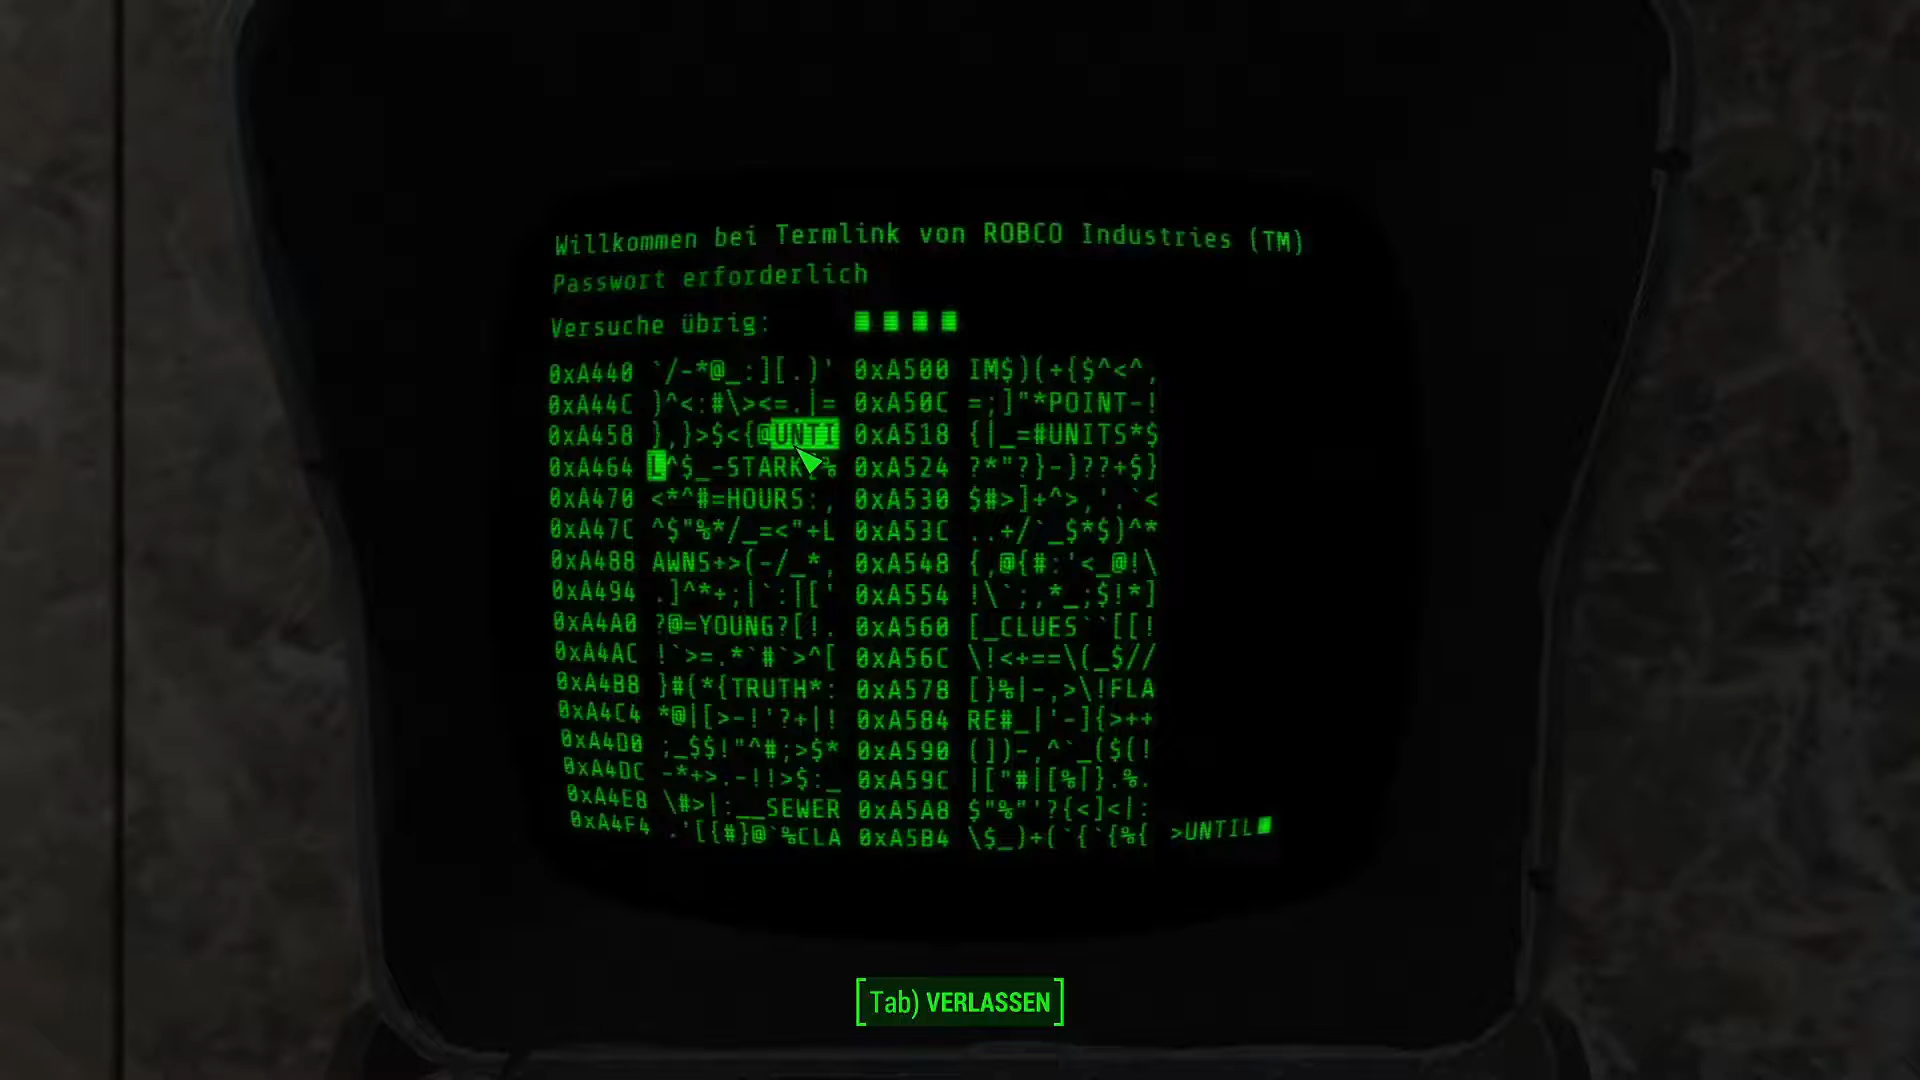 Willkommen bei Termlink von ROBCO Industries (TM)
Passwort erforderlich
Versuche übrig:
0xA440 `/-*@_:][.)' 0xA500 IM$)(+{$^<^,
0xA44C )^<:#\><=.|= 0xA50C =;]"*POINT-!
0xA458 },}>$<{@UNTI 0xA518 {|_=#UNITS*$
0xA464 L^$_-STARK[% 0xA524 ?*"?}-)??+$}
0xA470 <*^#=HOURS:, 0xA530 $#>]+^>,'.`<
0xA47C ^$"%*/_=<"+L 0xA53C ..+/`_$*$)^*
0xA488 AWNS+>(-/_*, 0xA548 {,@{#:'<_@!\
0xA494 .]^*+;|`:|[' 0xA554 !\`;,*_;$!*]
0xA4A0 ?@=YOUNG?[!. 0xA560 [_CLUES``[[!
0xA4AC !`>=.*`#`>^[ 0xA56C \!<+==\(_$//
0xA4B8 }#(*{TRUTH*: 0xA578 [}%|-,>\!FLA
0xA4C4 *@|[>-!'?+|! 0xA584 RE#_|'-]{>++
0xA4D0 ;_$$!"^#;>$* 0xA590 (])-,^`_($(!
0xA4DC -*+>.-!!>$:_ 0xA59C |["#|[%|}.%.
0xA4E8 \#>|:__SEWER 0xA5A8 $"%"'?{<]<|:
0xA4F4 .'[{#}@`%CLA 0xA5B4 \$_)+(`{`{%{ >UNTIL
Tab) VERLASSEN